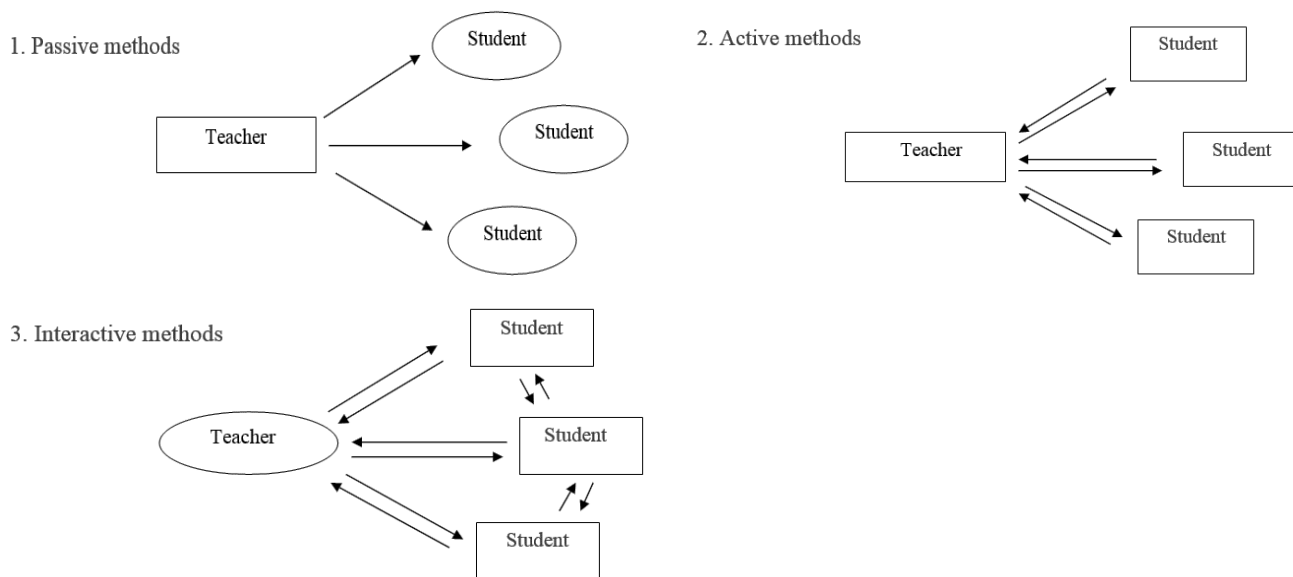 1. Passive methods
Student
Teacher
Student
Student
2. Active methods
Student
Teacher
Student
Student
3. Interactive methods
Student
Teacher
Student
Student